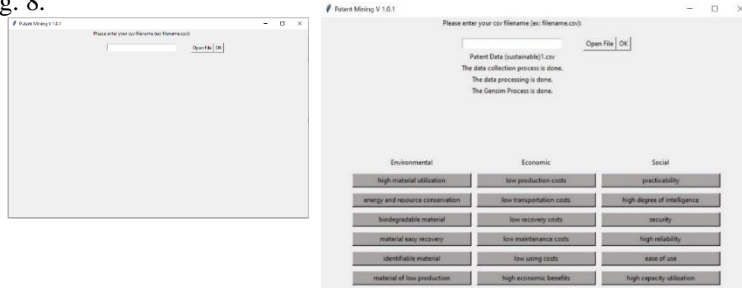 g. 8.
Patent Mining V 1.0.1
Please enter your csv filename (ex: filename.csv):
Open File OK
Patent Mining V 1.0.1
Please enter your csv filename (ex: filename.csv):
Open File OK
Patent Data (sustainable)1.csv
The data collection process is done.
The data processing is done.
The Gensim Process is done.
Environmental Economic Social
high material utilization low production costs practicability
energy and resource conservation low transportation costs high degree of intelligence
biodegradable material low recovery costs security
material easy recovery low maintenance costs high reliability
identifiable material low using costs ease of use
material of low production high economic benefits high capacity utilization